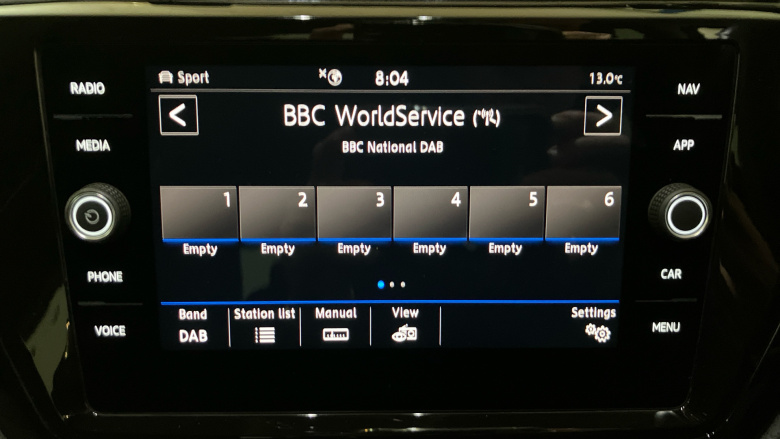 Sport 8:04 13.0°C
RADIO
MEDIA
PHONE
VOICE
BBC WorldService
BBC National DAB
1 2 3 4 5 6
Empty Empty Empty Empty Empty Empty
Band Station list Manual View Settings
DAB
NAV
APP
CAR
MENU